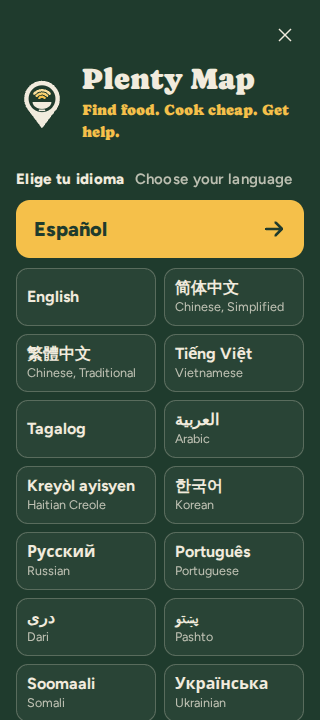 Plenty Map
Find food. Cook cheap. Get
help.
Elige tu idioma Choose your language
Español
English
简体中文
Chinese, Simplified
繁體中文
Chinese, Traditional
Tiếng Việt
Vietnamese
Tagalog
العربية
Arabic
Kreyòl ayisyen
Haitian Creole
한국어
Korean
Русский
Russian
Português
Portuguese
دری
Dari
پښتو
Pashto
Soomaali
Somali
Українська
Ukrainian